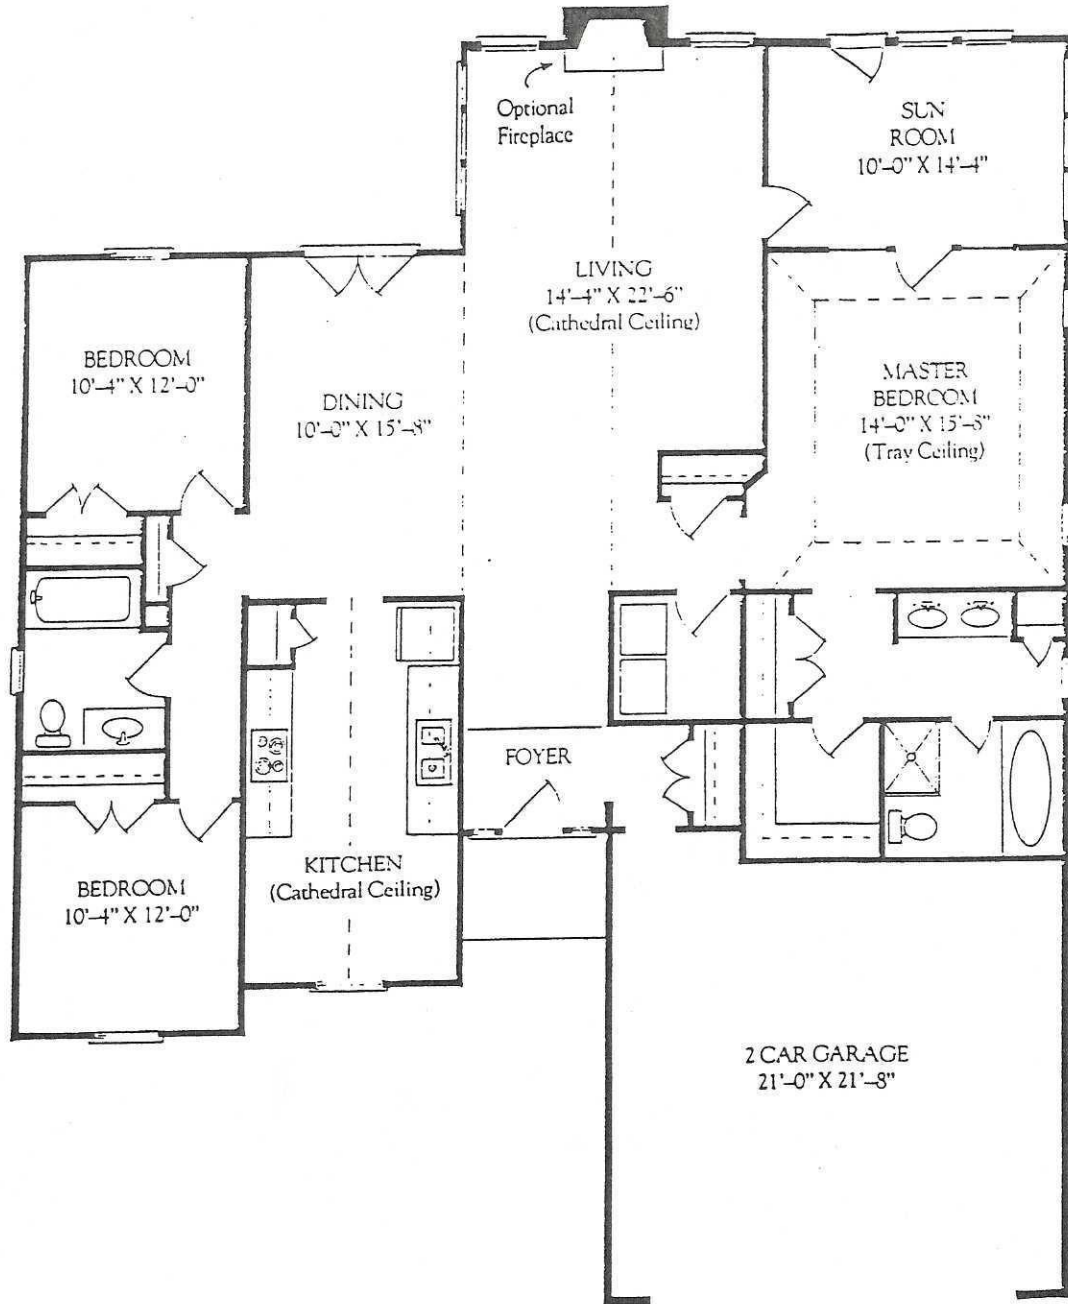 Optional
Fireplace
SUN
ROOM
10'-0" X 14'-4"
LIVING
14'-4" X 22'-6"
(Cathedral Ceiling)
BEDROOM
10'-4" X 12'-0"
DINING
10'-0" X 15'-8"
MASTER
BEDROOM
14'-0" X 15'-8"
(Tray Ceiling)
FOYER
KITCHEN
(Cathedral Ceiling)
BEDROOM
10'-4" X 12'-0"
2 CAR GARAGE
21'-0" X 21'-8"